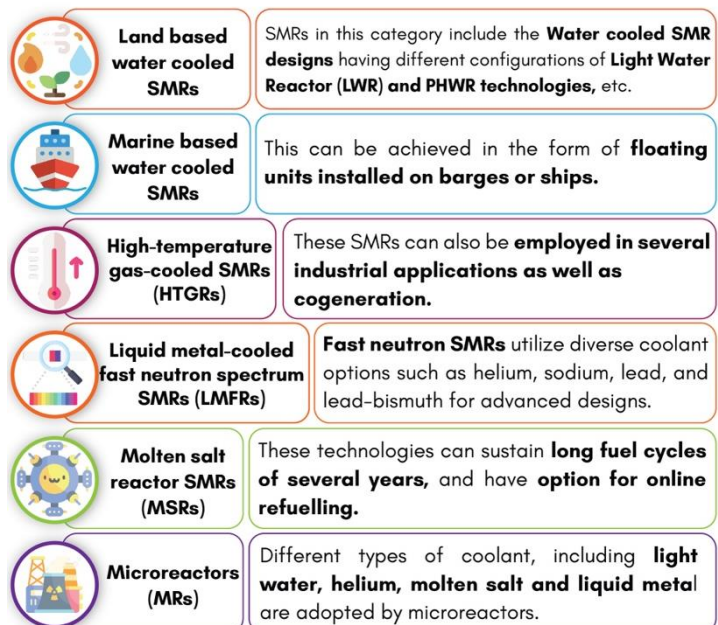 Land based
water cooled
SMRs
SMRs in this category include the Water cooled SMR
designs having different configurations of Light Water
Reactor (LWR) and PHWR technologies, etc.
Marine based
water cooled
SMRs
This can be achieved in the form of floating
units installed on barges or ships.
High-temperature
gas-cooled SMRs
(HTGRs)
These SMRs can also be employed in several
industrial applications as well as
cogeneration.
Liquid metal-cooled
fast neutron spectrum
SMRs (LMFRs)
Fast neutron SMRs utilize diverse coolant
options such as helium, sodium, lead, and
lead-bismuth for advanced designs.
Molten salt
reactor SMRs
(MSRs)
These technologies can sustain long fuel cycles
of several years, and have option for online
refuelling.
Microreactors
(MRs)
Different types of coolant, including light
water, helium, molten salt and liquid metal
are adopted by microreactors.